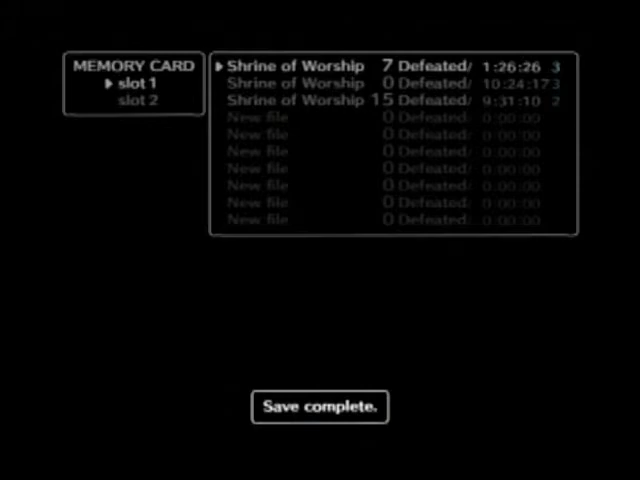 MEMORY CARD
slot 1
slot 2
Shrine of Worship 7 Defeated/ 1:26:26 3
Shrine of Worship 0 Defeated/ 10:24:17 3
Shrine of Worship 15 Defeated/ 9:31:10 2
New file 0 Defeated/ 0:00:00
New file 0 Defeated/ 0:00:00
New file 0 Defeated/ 0:00:00
New file 0 Defeated/ 0:00:00
New file 0 Defeated/ 0:00:00
New file 0 Defeated/ 0:00:00
New file 0 Defeated/ 0:00:00
Save complete.